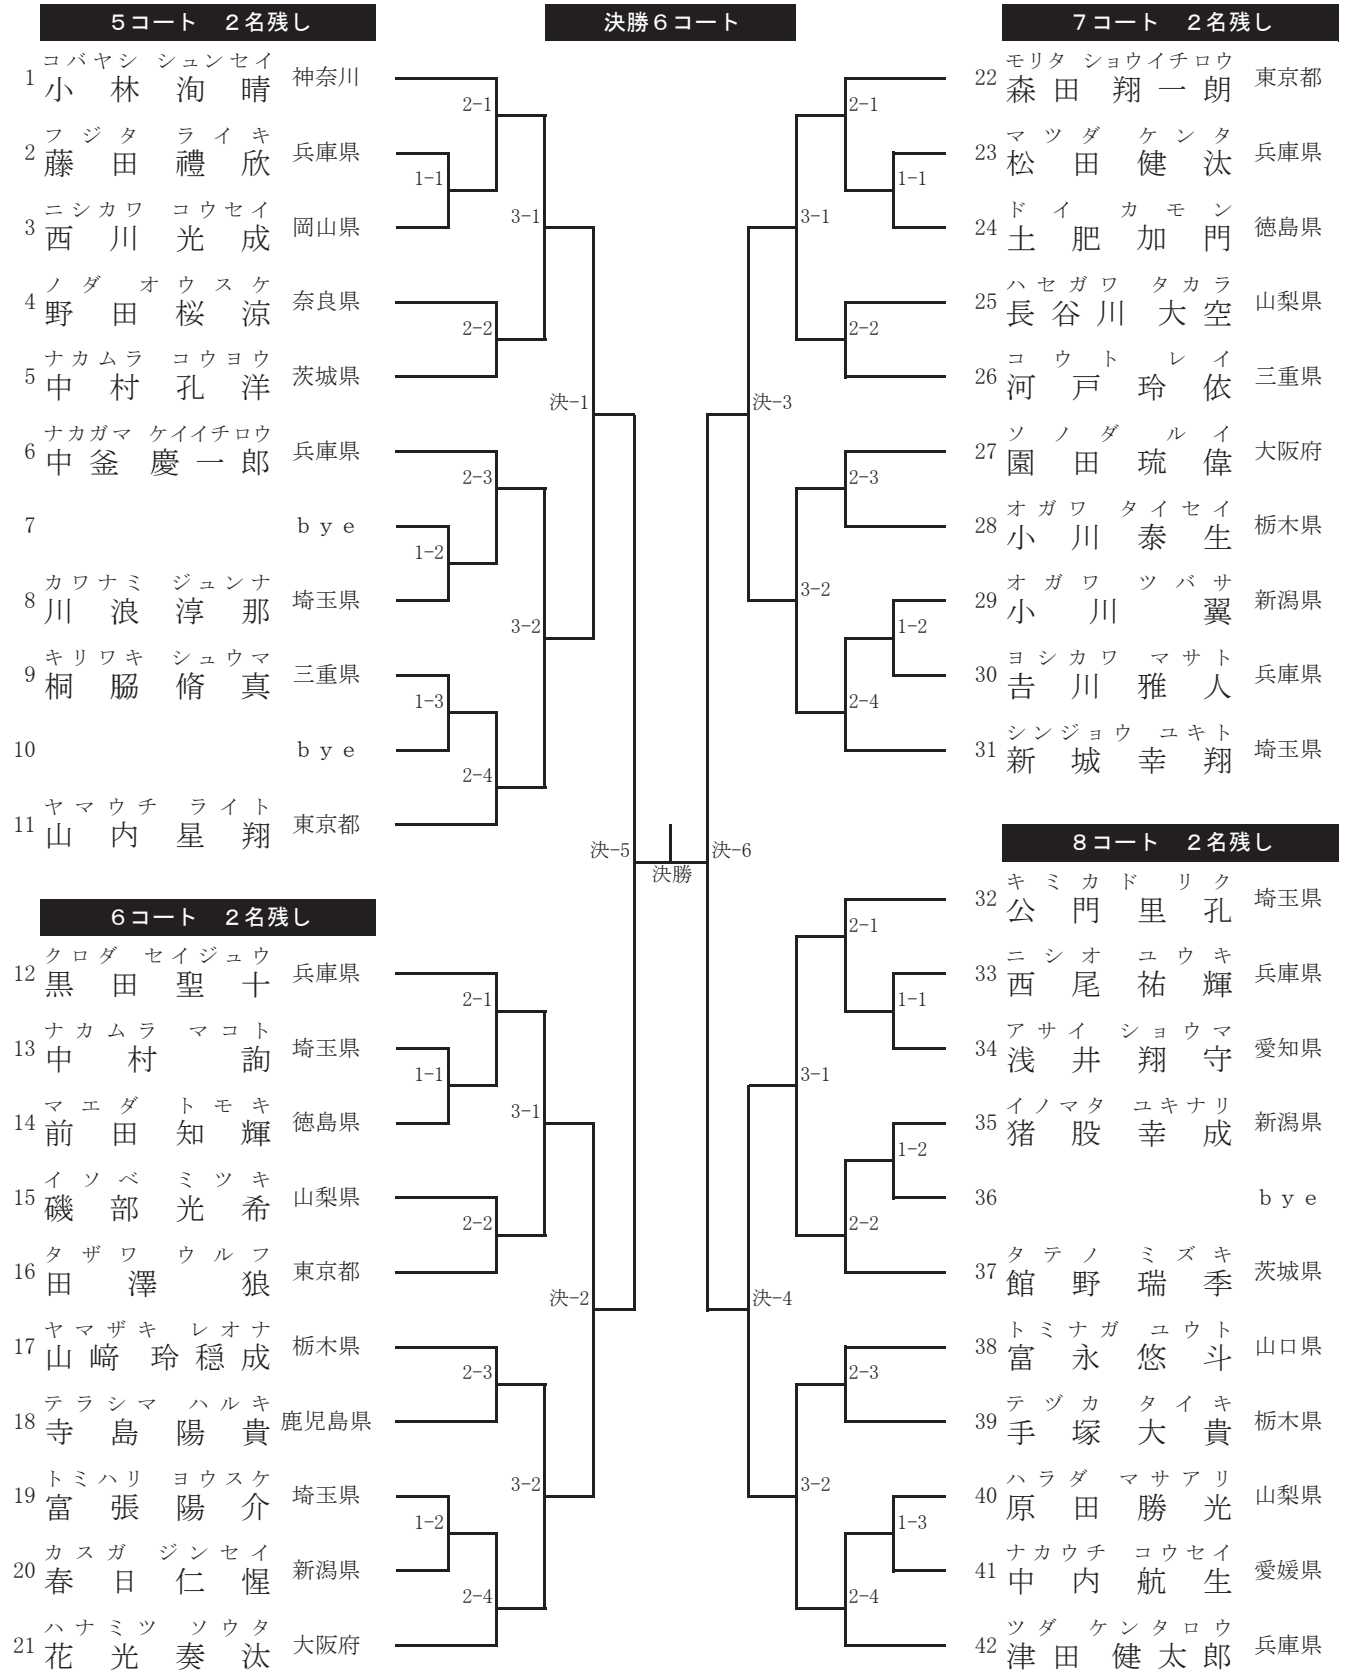 ５コート　２名残し
コバヤシ シュンセイ
1 小林洵晴 神奈川
フジタ ライキ
2 藤田禮欣 兵庫県
ニシカワ コウセイ
3 西川光成 岡山県
ノダ オウスケ
4 野田桜涼 奈良県
ナカムラ コウヨウ
5 中村孔洋 茨城県
ナカガマ ケイイチロウ
6 中釜慶一郎 兵庫県
7 ｂｙｅ
カワナミ ジュンナ
8 川浪淳那 埼玉県
キリワキ シュウマ
9 桐脇脩真 三重県
10 ｂｙｅ
ヤマウチ ライト
11 山内星翔 東京都
2-1
1-1
3-1
2-2
決-1
2-3
1-2
3-2
1-3
2-4
６コート　２名残し
クロダ セイジュウ
12 黒田聖十 兵庫県
ナカムラ マコト
13 中村詢 埼玉県
マエダ トモキ
14 前田知輝 徳島県
イソベ ミツキ
15 磯部光希 山梨県
タザワ ウルフ
16 田澤狼 東京都
ヤマザキ レオナ
17 山﨑玲穏成 栃木県
テラシマ ハルキ
18 寺島陽貴 鹿児島県
トミハリ ヨウスケ
19 富張陽介 埼玉県
カスガ ジンセイ
20 春日仁惺 新潟県
ハナミツ ソウタ
21 花光奏汰 大阪府
2-1
1-1
3-1
2-2
決-2
2-3
3-2
1-2
2-4
決勝６コート
決-5
決勝
決-6
７コート　２名残し
モリタ ショウイチロウ
22 森田翔一朗 東京都
マツダ ケンタ
23 松田健汰 兵庫県
ドイ カモン
24 土肥加門 徳島県
ハセガワ タカラ
25 長谷川大空 山梨県
コウト レイ
26 河戸玲依 三重県
ソノダ ルイ
27 園田琉偉 大阪府
オガワ タイセイ
28 小川泰生 栃木県
オガワ ツバサ
29 小川翼 新潟県
ヨシカワ マサト
30 𠮷川雅人 兵庫県
シンジョウ ユキト
31 新城幸翔 埼玉県
2-1
1-1
3-1
2-2
決-3
2-3
3-2
1-2
2-4
８コート　２名残し
キミカド リク
32 公門里孔 埼玉県
ニシオ ユウキ
33 西尾祐輝 兵庫県
アサイ ショウマ
34 浅井翔守 愛知県
イノマタ ユキナリ
35 猪股幸成 新潟県
36 ｂｙｅ
タテノ ミズキ
37 館野瑞季 茨城県
トミナガ ユウト
38 富永悠斗 山口県
テヅカ タイキ
39 手塚大貴 栃木県
ハラダ マサアリ
40 原田勝光 山梨県
ナカウチ コウセイ
41 中内航生 愛媛県
ツダ ケンタロウ
42 津田健太郎 兵庫県
2-1
1-1
3-1
1-2
2-2
決-4
2-3
3-2
1-3
2-4